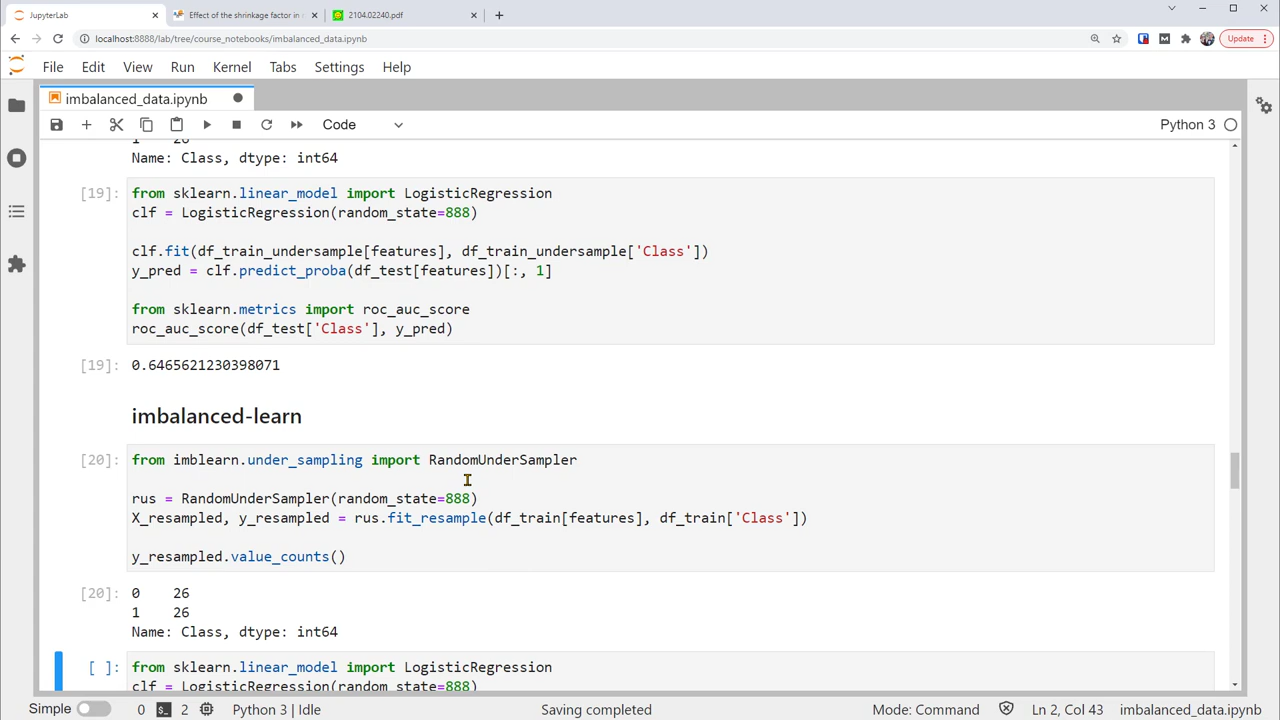 JupyterLab
Effect of the shrinkage factor in
2104.02240.pdf
localhost:8888/lab/tree/course_notebooks/imbalanced_data.ipynb
Update
File Edit View Run Kernel Tabs Settings Help
imbalanced_data.ipynb
Code
Python 3
Name: Class, dtype: int64
[19]:
from sklearn.linear_model import LogisticRegression
clf = LogisticRegression(random_state=888)
clf.fit(df_train_undersample[features], df_train_undersample['Class'])
y_pred = clf.predict_proba(df_test[features])[:, 1]
from sklearn.metrics import roc_auc_score
roc_auc_score(df_test['Class'], y_pred)
[19]: 0.6465621230398071
imbalanced-learn
[20]: from imblearn.under_sampling import RandomUnderSampler
rus = RandomUnderSampler(random_state=888)
X_resampled, y_resampled = rus.fit_resample(df_train[features], df_train['Class'])
y_resampled.value_counts()
[20]: 0 26
1 26
Name: Class, dtype: int64
[ ]: from sklearn.linear_model import LogisticRegression
clf = LogisticRegression(random_state=888)
Simple 0 2 Python 3 | Idle Saving completed Mode: Command Ln 2, Col 43 imbalanced_data.ipynb